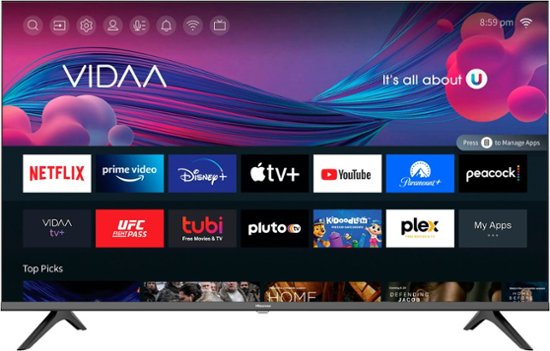 8:59 pm
VIDAA
It's all about U
Press to Manage Apps
NETFLIX
prime video
Disney+
tv+
YouTube
Paramount+
peacock
VIDAA
tv+
UFC
FIGHT PASS
tubi
Free Movies & TV
pluto tv
Kidoodle.TV
plex
My Apps
Top Picks
HOME
DEFENDING
JACOB
HOME
BEFORE
Hisense